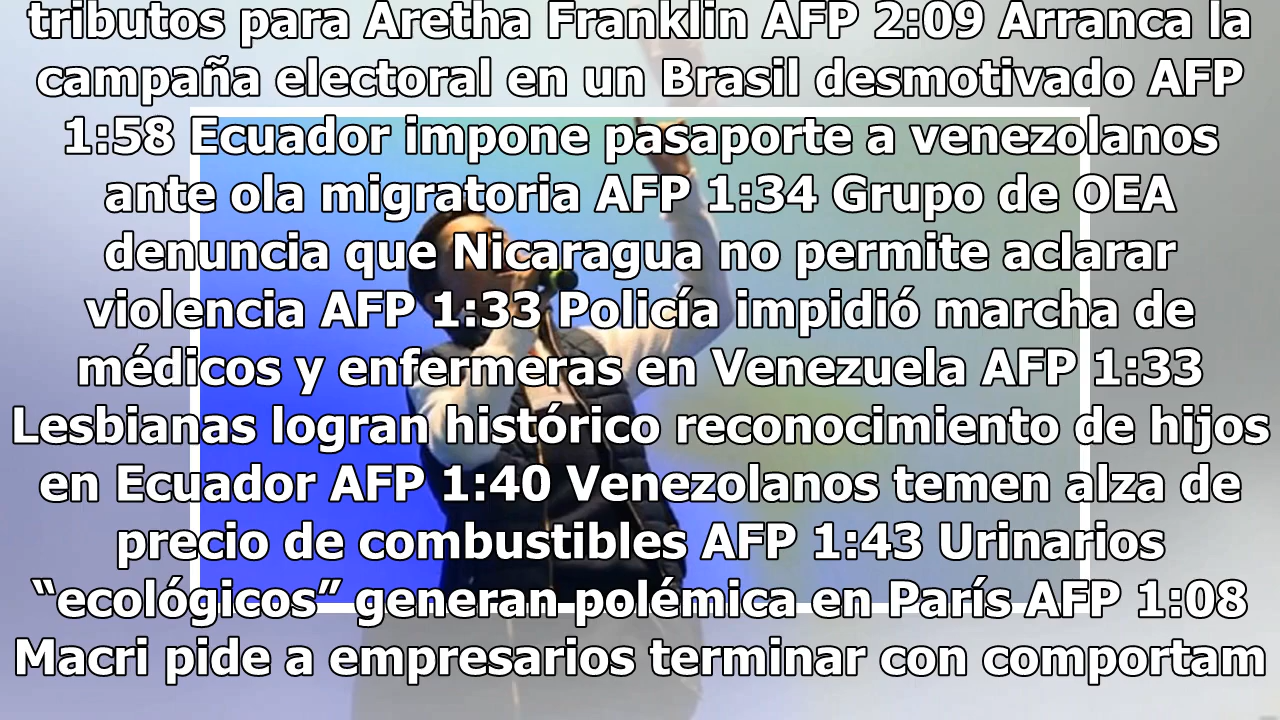 tributos para Aretha Franklin AFP 2:09 Arranca la
campaña electoral en un Brasil desmotivado AFP
1:58 Ecuador impone pasaporte a venezolanos
ante ola migratoria AFP 1:34 Grupo de OEA
denuncia que Nicaragua no permite aclarar
violencia AFP 1:33 Policía impidió marcha de
médicos y enfermeras en Venezuela AFP 1:33
Lesbianas logran histórico reconocimiento de hijos
en Ecuador AFP 1:40 Venezolanos temen alza de
precio de combustibles AFP 1:43 Urinarios
“ecológicos” generan polémica en París AFP 1:08
Macri pide a empresarios terminar con comportam